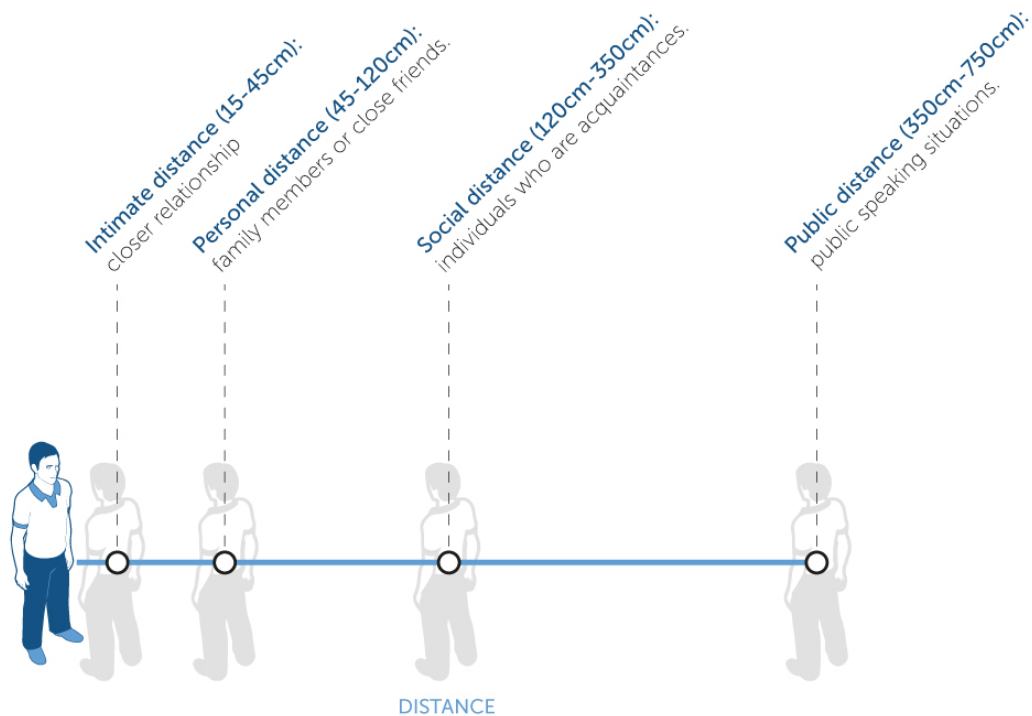 Intimate distance (15-45cm):
closer relationship
Personal distance (45-120cm):
family members or close friends.
Social distance (120cm-350cm):
individuals who are acquaintances.
Public distance (350cm-750cm):
public speaking situations.
DISTANCE